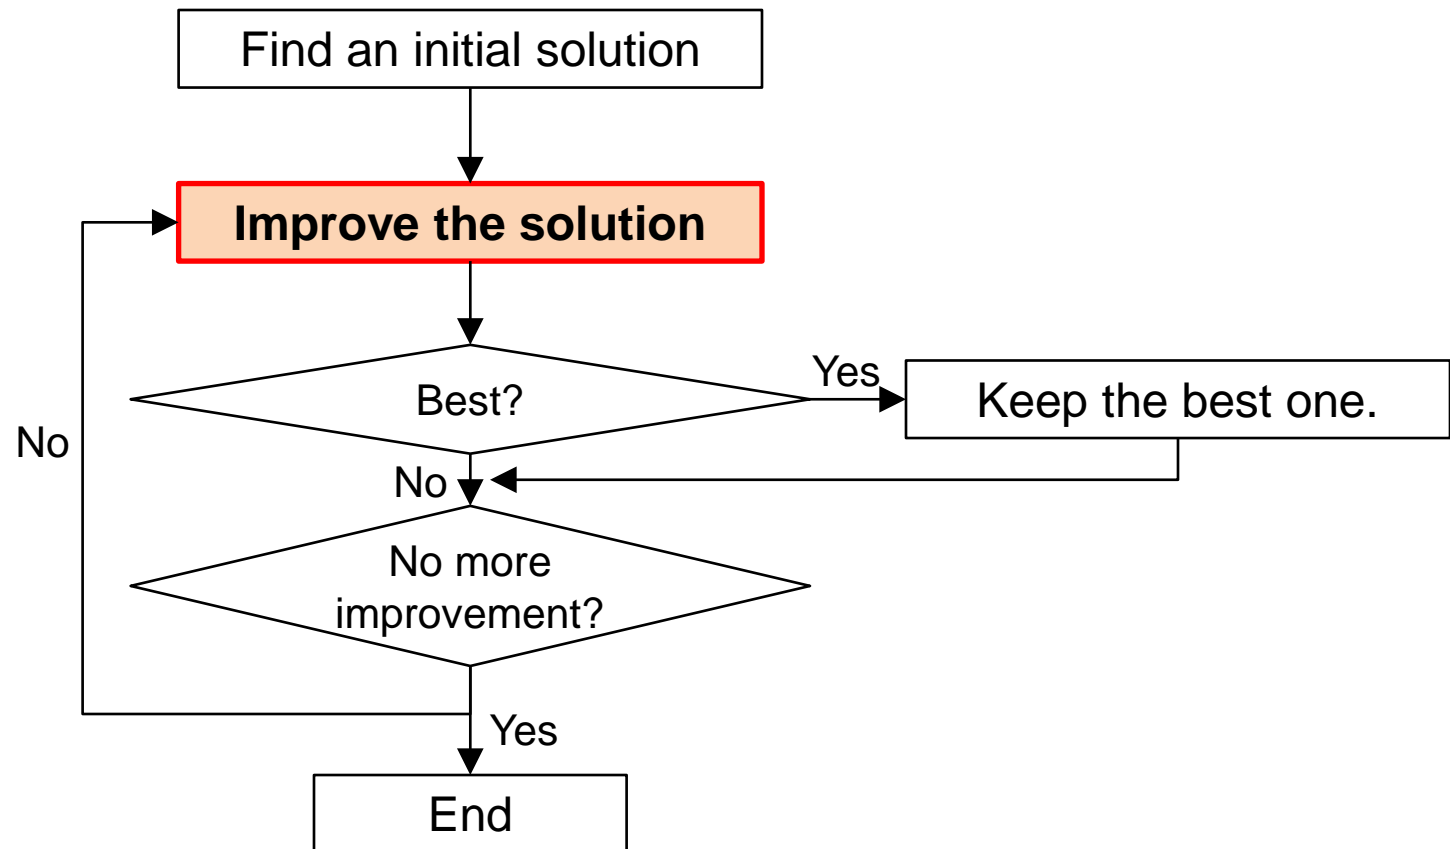 Find an initial solution
Improve the solution
Best?
Yes
Keep the best one.
No
No
No more
improvement?
Yes
End